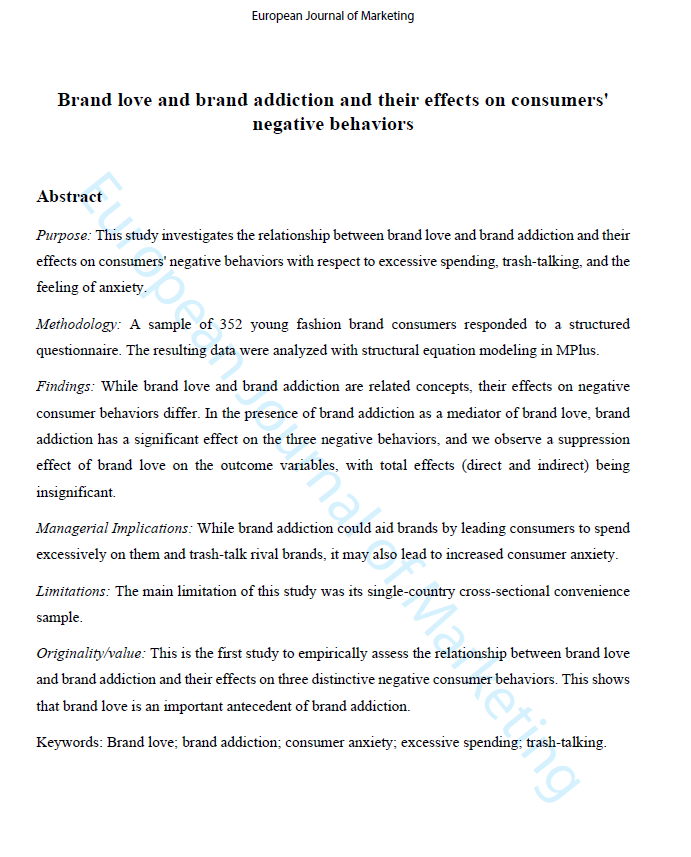 European Journal of Marketing
Brand love and brand addiction and their effects on consumers'
negative behaviors
Abstract
Purpose: This study investigates the relationship between brand love and brand addiction and their
effects on consumers' negative behaviors with respect to excessive spending, trash-talking, and the
feeling of anxiety.
Methodology: A sample of 352 young fashion brand consumers responded to a structured
questionnaire. The resulting data were analyzed with structural equation modeling in MPlus.
Findings: While brand love and brand addiction are related concepts, their effects on negative
consumer behaviors differ. In the presence of brand addiction as a mediator of brand love, brand
addiction has a significant effect on the three negative behaviors, and we observe a suppression
effect of brand love on the outcome variables, with total effects (direct and indirect) being
insignificant.
Managerial Implications: While brand addiction could aid brands by leading consumers to spend
excessively on them and trash-talk rival brands, it may also lead to increased consumer anxiety.
Limitations: The main limitation of this study was its single-country cross-sectional convenience
sample.
Originality/value: This is the first study to empirically assess the relationship between brand love
and brand addiction and their effects on three distinctive negative consumer behaviors. This shows
that brand love is an important antecedent of brand addiction.
Keywords: Brand love; brand addiction; consumer anxiety; excessive spending; trash-talking.
European Journal of Marketing